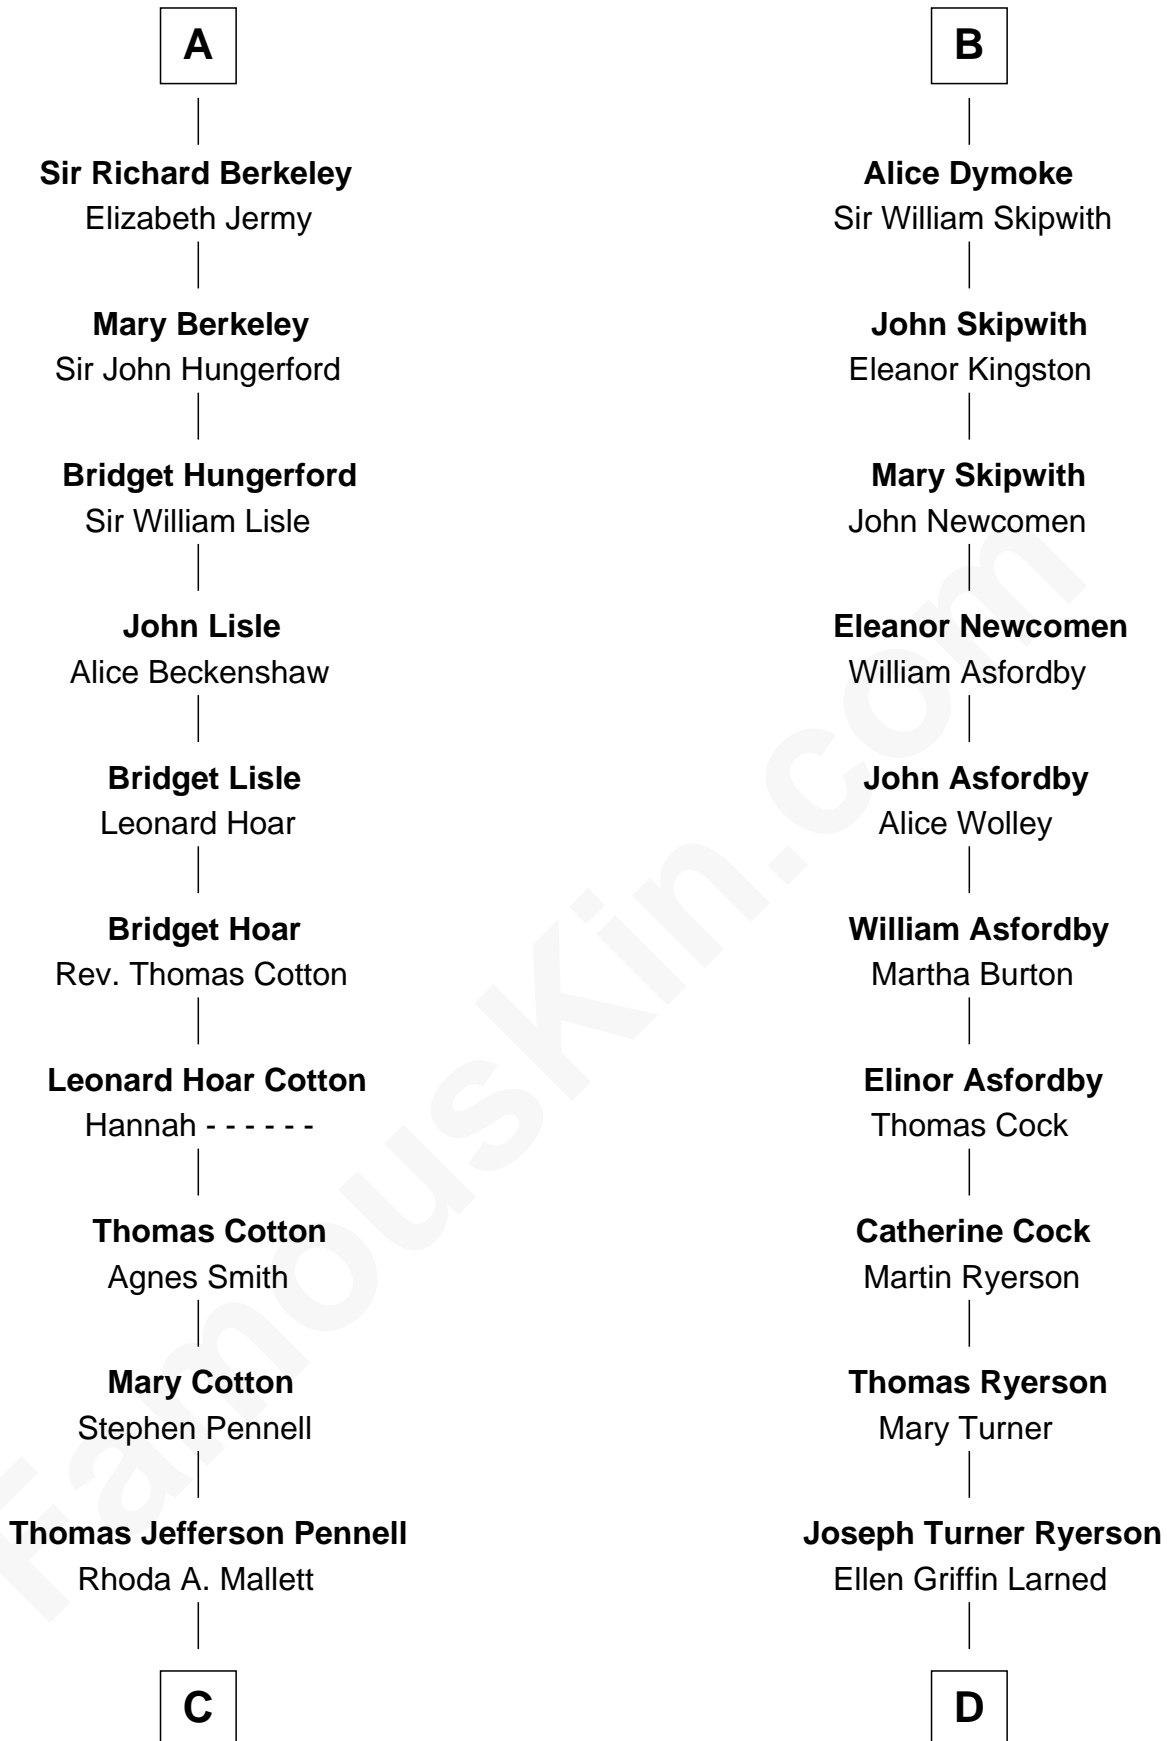 A
Sir Richard Berkeley
Elizabeth Jermy
Mary Berkeley
Sir John Hungerford
Bridget Hungerford
Sir William Lisle
John Lisle
Alice Beckenshaw
Bridget Lisle
Leonard Hoar
Bridget Hoar
Rev. Thomas Cotton
Leonard Hoar Cotton
Hannah - - - - - -
Thomas Cotton
Agnes Smith
Mary Cotton
Stephen Pennell
Thomas Jefferson Pennell
Rhoda A. Mallett
C
B
Alice Dymoke
Sir William Skipwith
John Skipwith
Eleanor Kingston
Mary Skipwith
John Newcomen
Eleanor Newcomen
William Asfordby
John Asfordby
Alice Wolley
William Asfordby
Martha Burton
Elinor Asfordby
Thomas Cock
Catherine Cock
Martin Ryerson
Thomas Ryerson
Mary Turner
Joseph Turner Ryerson
Ellen Griffin Larned
D
FamousKin.com